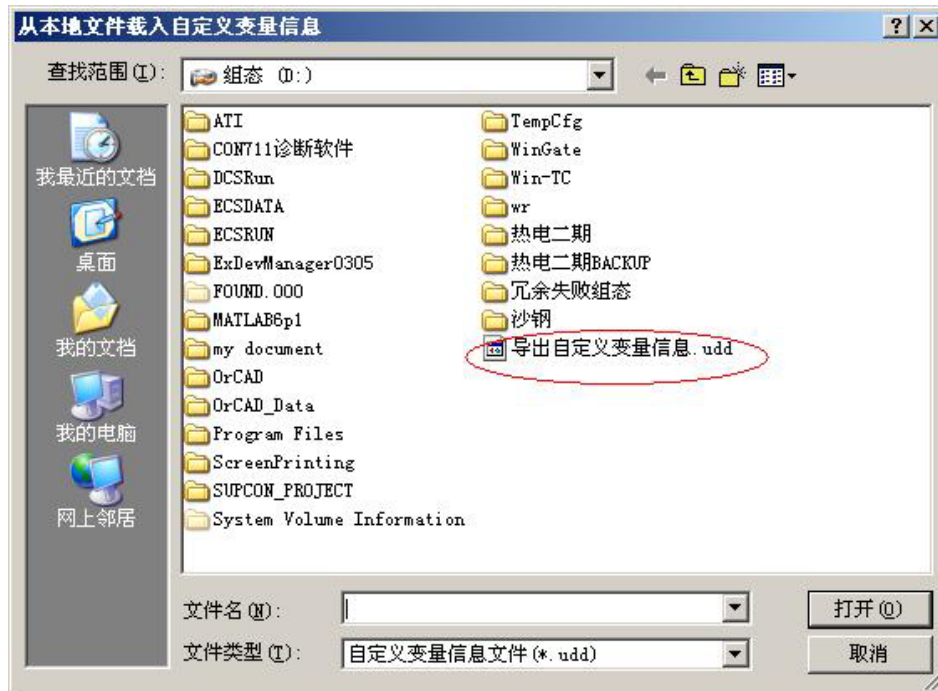 从本地文件载入自定义变量信息
查找范围(I):
组态 (D:)
我最近的文档
桌面
我的文档
我的电脑
网上邻居
ATI
CON711诊断软件
DCSRun
ECSDATA
ECSRUN
ExDevManager0305
FOUND.000
MATLAB6p1
my document
OrCAD
OrCAD_Data
Program Files
ScreenPrinting
SUPCON_PROJECT
System Volume Information
TempCfg
WinGate
Win-TC
wr
热电二期
热电二期BACKUP
冗余失败组态
沙钢
导出自定义变量信息.udd
文件名(N):
打开(O)
文件类型(T):
自定义变量信息文件(*.udd)
取消